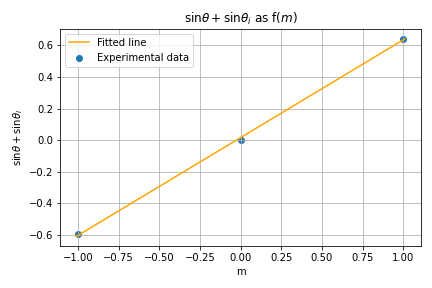 sinθ + sinθi as f(m)
Fitted line
Experimental data
sinθ + sinθi
0.6
0.4
0.2
0.0
−0.2
−0.4
−0.6
−1.00 −0.75 −0.50 −0.25 0.00 0.25 0.50 0.75 1.00
m